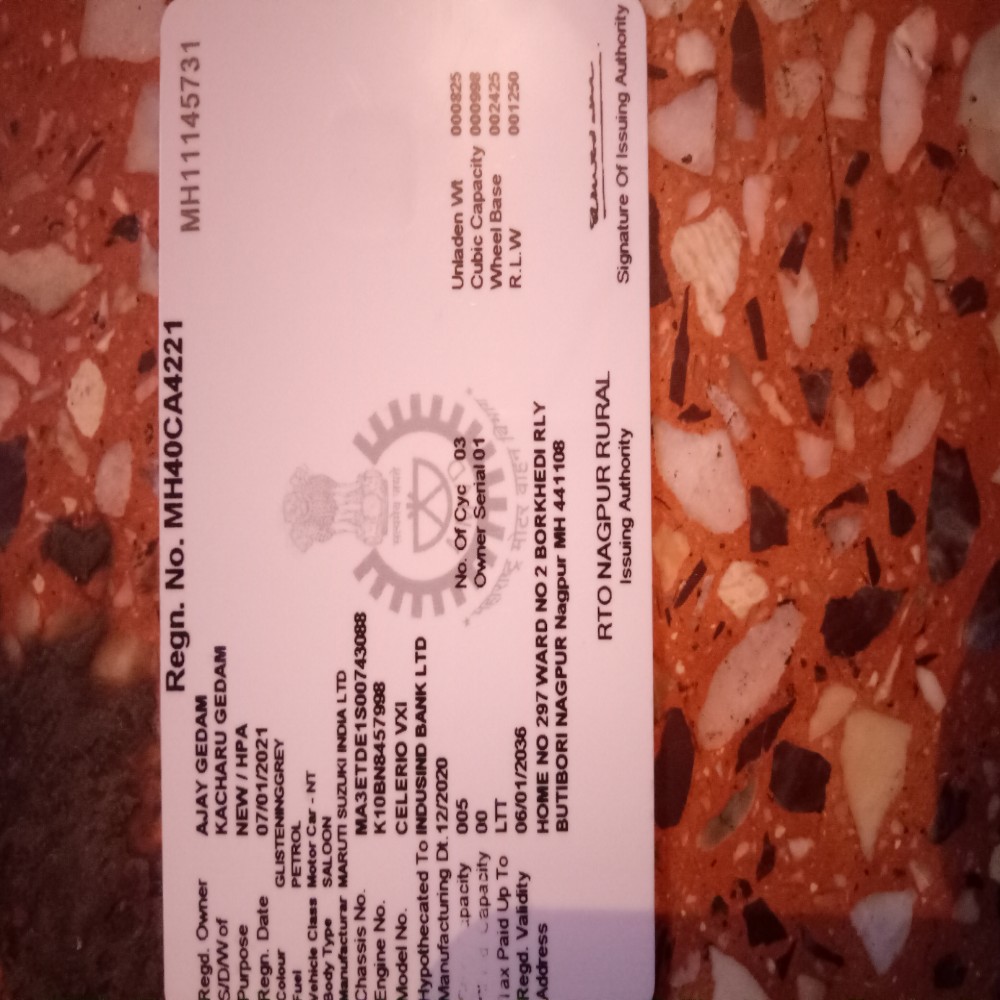 MH11145731
Regn. No. MH40CA4221
Regd. Owner AJAY GEDAM
S/D/W of KACHARU GEDAM
Purpose NEW / HPA
Regn. Date 07/01/2021
Colour GLISTENINGGREY
Fuel PETROL
Vehicle Class Motor Car - NT
Body Type SALOON
Manufacturar MARUTI SUZUKI INDIA LTD
Chassis No. MA3ETDE1S00743088
Engine No. K10BN8457998
Model No. CELERIO VXI
Hypothecated To INDUSIND BANK LTD
Manufacturing Dt. 12/2020
005
00
Tax Paid Up To LTT
Regd. Validity 06/01/2036
Address HOME NO 297 WARD NO 2 BORKHEDI RLY
BUTIBORI NAGPUR Nagpur MH 441108
No. Of Cyc 03
Owner Serial 01
Unladen Wt 000825
Cubic Capacity 000998
Wheel Base 002425
R.L.W 001250
RTO NAGPUR RURAL
Issuing Authority
Signature Of Issuing Authority